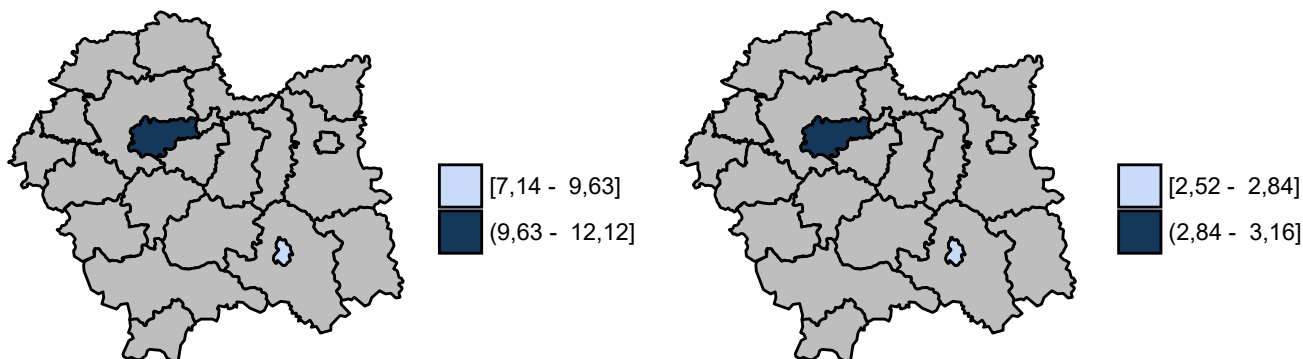 [7,14 - 9,63]
(9,63 - 12,12]
[2,52 - 2,84]
(2,84 - 3,16]